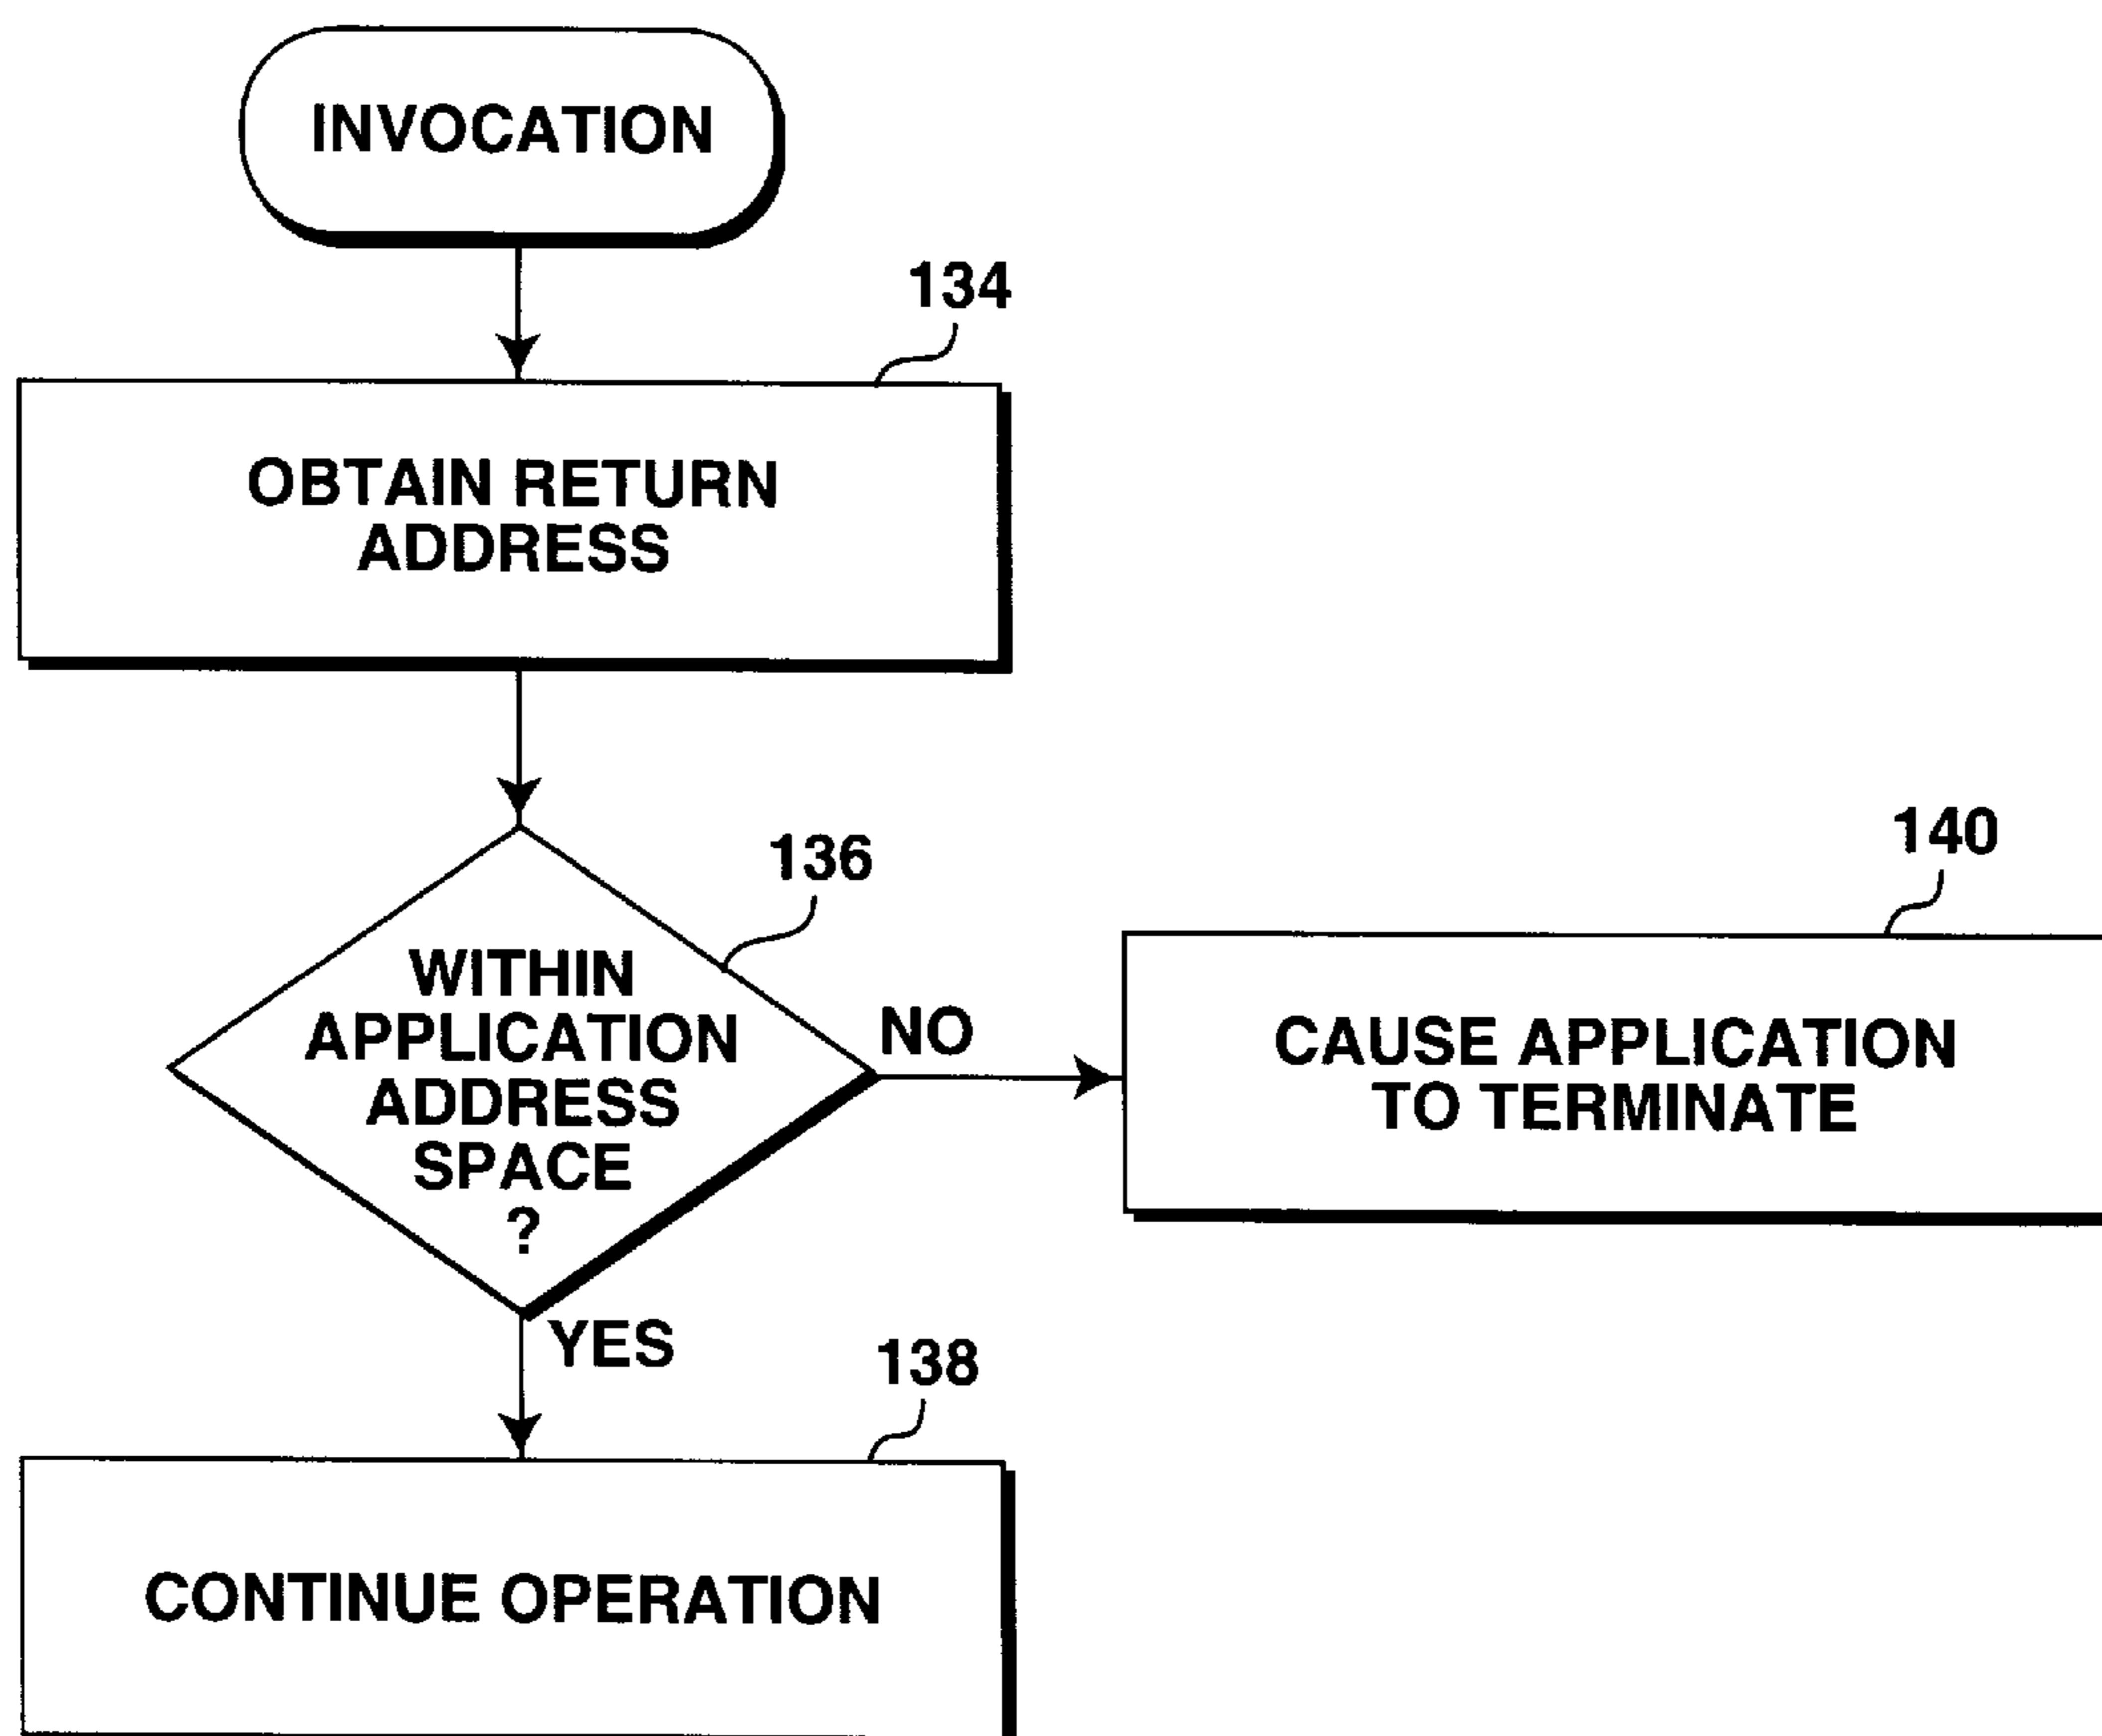 INVOCATION
134
OBTAIN RETURN
ADDRESS
136
WITHIN
APPLICATION
ADDRESS
SPACE
?
NO
140
CAUSE APPLICATION
TO TERMINATE
YES
138
CONTINUE OPERATION